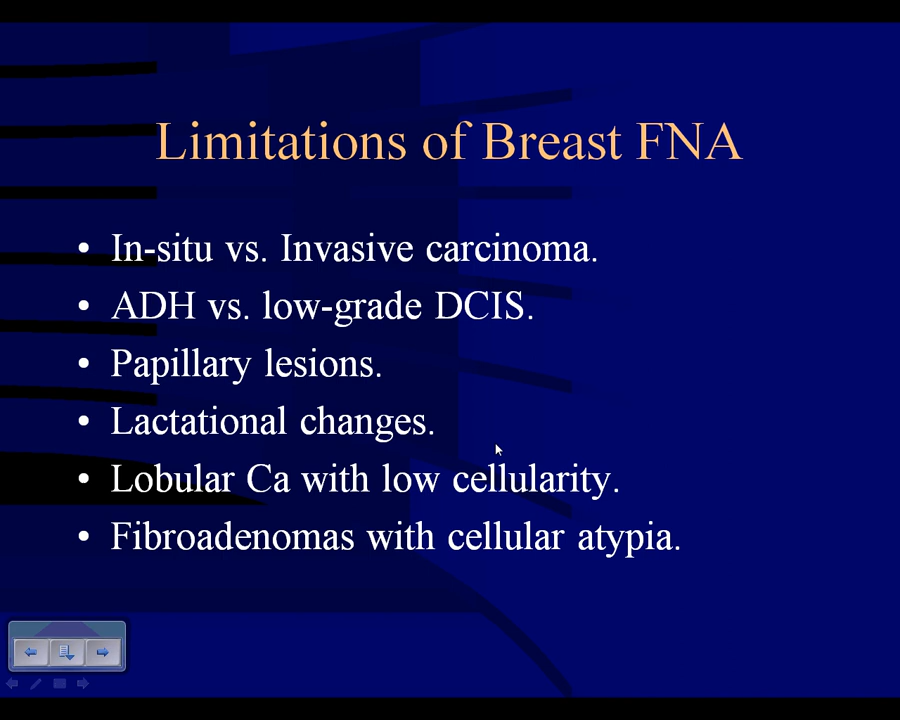 Limitations of Breast FNA
• In-situ vs. Invasive carcinoma.
• ADH vs. low-grade DCIS.
• Papillary lesions.
• Lactational changes.
• Lobular Ca with low cellularity.
• Fibroadenomas with cellular atypia.